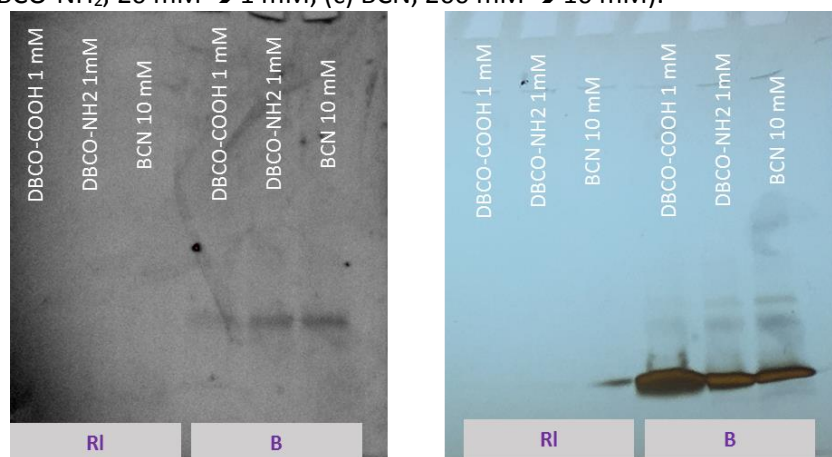 DBCO-NH₂, 20 mM → 1 mM; (c) BCN, 200 mM → 10 mM).
DBCO-COOH 1 mM
DBCO-NH2 1mM
BCN 10 mM
DBCO-COOH 1 mM
DBCO-NH2 1mM
BCN 10 mM
RI
B
DBCO-COOH 1 mM
DBCO-NH2 1mM
BCN 10 mM
DBCO-COOH 1 mM
DBCO-NH2 1mM
BCN 10 mM
RI
B